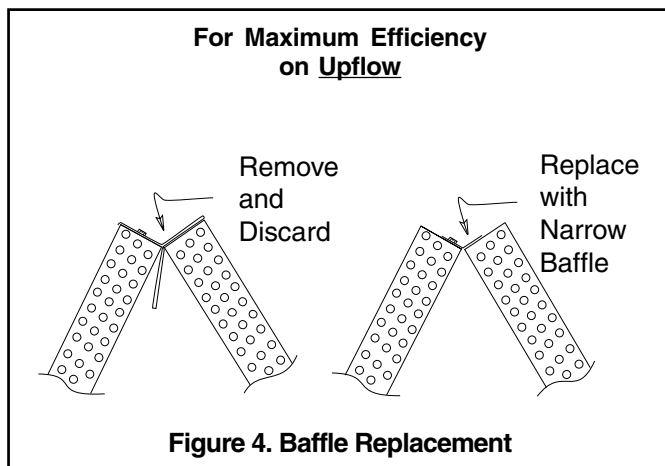 For Maximum Efficiency
on Upflow
Remove
and
Discard
Replace
with
Narrow
Baffle
Figure 4. Baffle Replacement